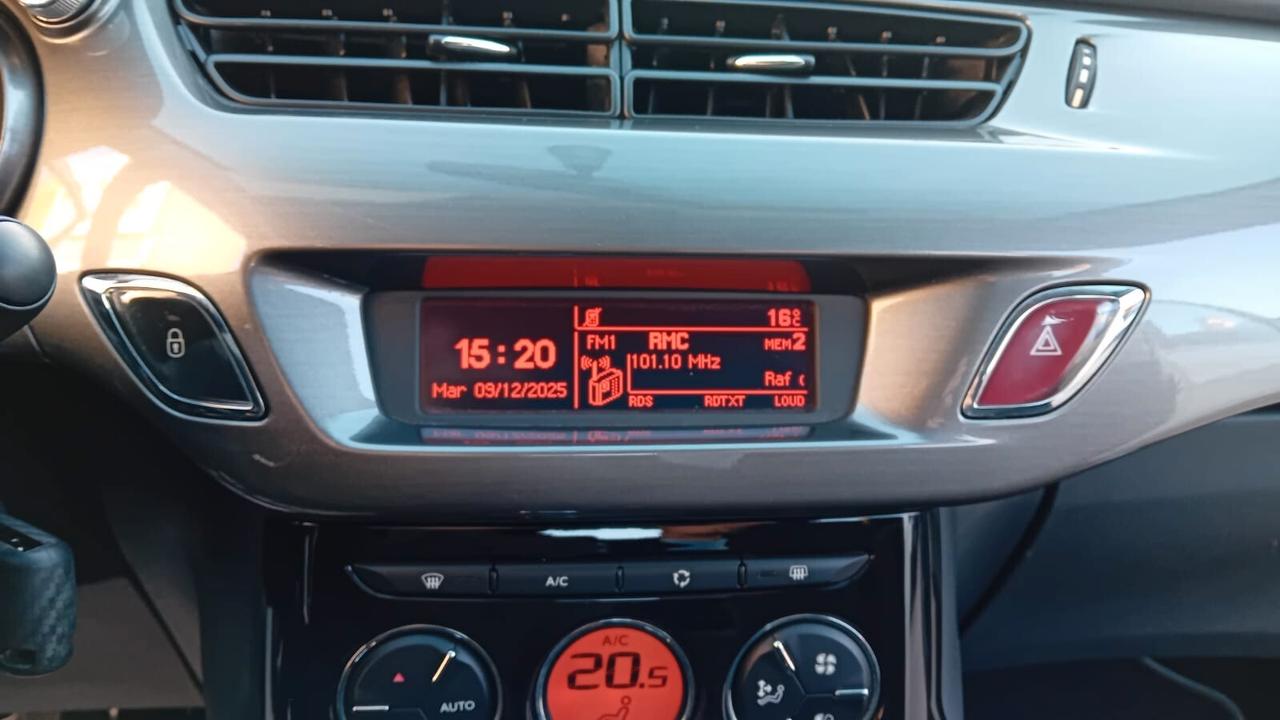 16°C
FM1 RMC MEM2
15:20
101.10 MHz
Mar 09/12/2025
Raf
RDS RDTXT LOUD
A/C
A/C
20.5
AUTO